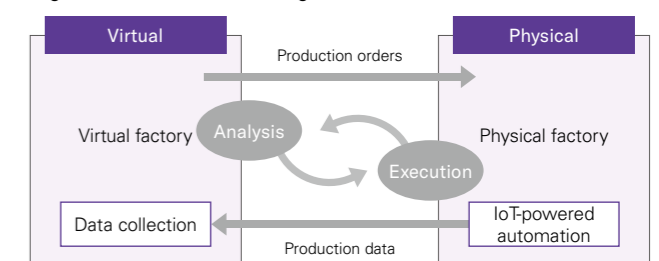 Virtual
Physical
Production orders
Virtual factory
Analysis
Physical factory
Execution
Data collection
IoT-powered
automation
Production data